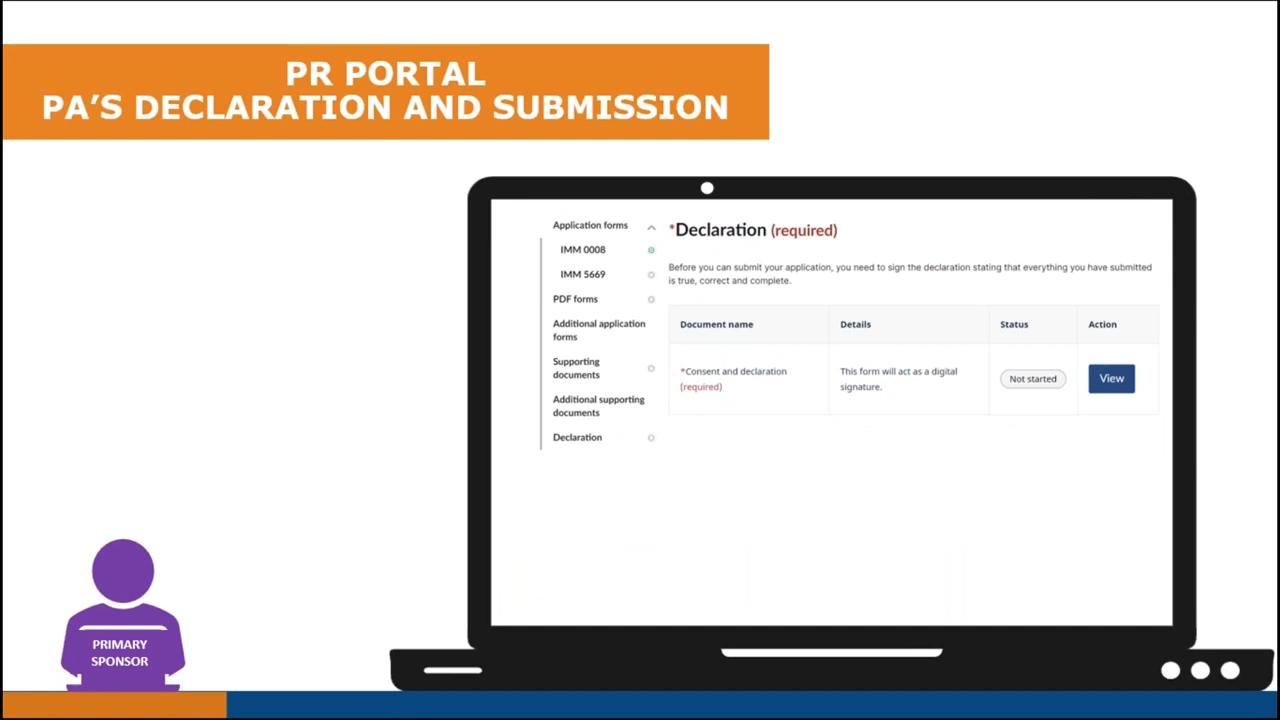 PR PORTAL
PA’S DECLARATION AND SUBMISSION
Application forms
IMM 0008
IMM 5669
PDF forms
Additional application
forms
Supporting
documents
Additional supporting
documents
Declaration
*Declaration (required)
Before you can submit your application, you need to sign the declaration stating that everything you have submitted
is true, correct and complete.
Document name
Details
Status
Action
*Consent and declaration
(required)
This form will act as a digital
signature.
Not started
View
PRIMARY
SPONSOR